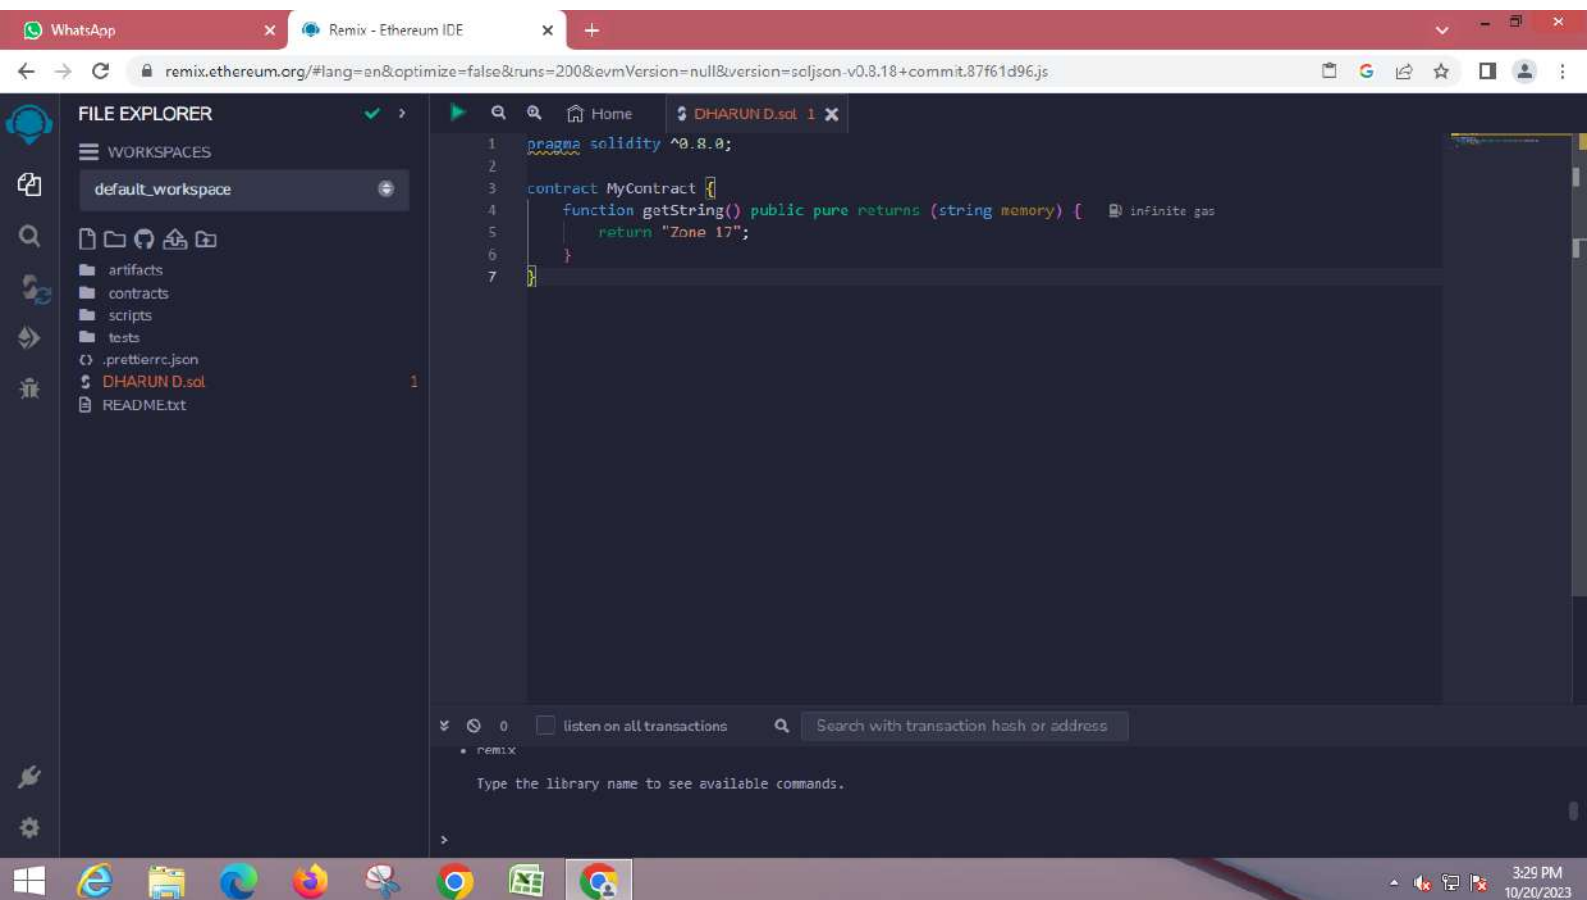 WhatsApp
Remix - Ethereum IDE
remix.ethereum.org/#lang=en&optimize=false&runs=200&evmVersion=null&version=soljson-v0.8.18+commit.87f61d96.js
FILE EXPLORER
WORKSPACES
default_workspace
artifacts
contracts
scripts
tests
.prettierrc.json
DHARUN D.sol 1
README.txt
Home
DHARUN D.sol 1
1 pragma solidity ^0.8.0;
2
3 contract MyContract {
4 function getString() public pure returns (string memory) { infinite gas
5 return "Zone 17";
6 }
7 }
0 listen on all transactions
Search with transaction hash or address
remix
Type the library name to see available commands.
>
3:29 PM
10/20/2023